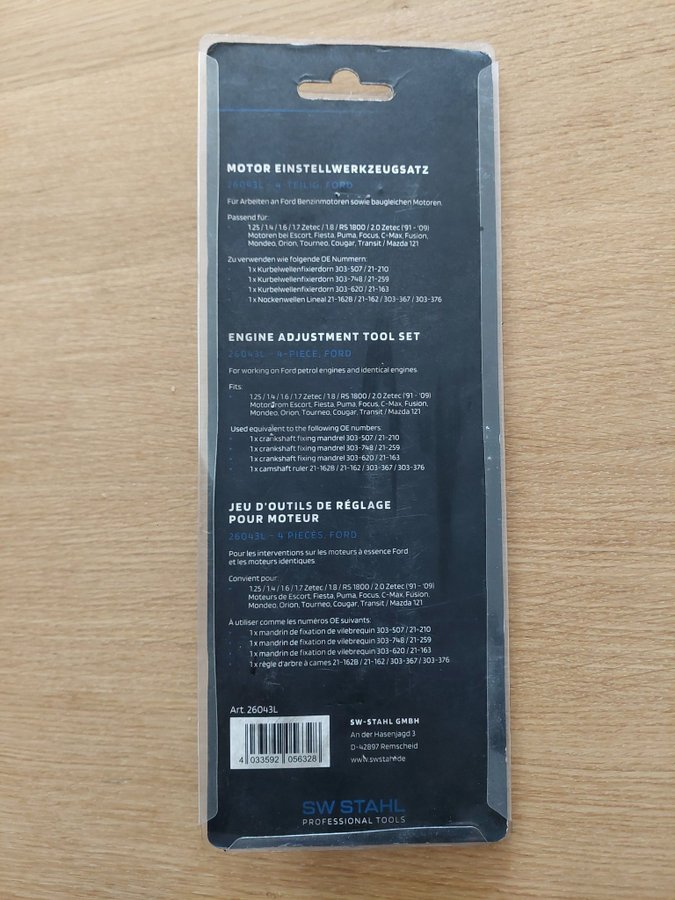 MOTOR EINSTELLWERKZEUGSATZ
26043L - 4-TEILIG, FORD
Für Arbeiten an Ford Benzinmotoren sowie baugleichen Motoren.
Passend für:
1.25 / 1.4 / 1.6 / 1.7 Zetec / 1.8 / RS 1800 / 2.0 Zetec ('91 - '09)
Motoren bei Escort, Fiesta, Puma, Focus, C-Max, Fusion,
Mondeo, Orion, Tourneo, Cougar, Transit / Mazda 121
Zu verwenden wie folgende OE Nummern:
1 x Kurbelwellenfixierdorn 303-507 / 21-210
1 x Kurbelwellenfixierdorn 303-748 / 21-259
1 x Kurbelwellenfixierdorn 303-620 / 21-163
1 x Nockenwellen Lineal 21-162B / 21-162 / 303-367 / 303-376
ENGINE ADJUSTMENT TOOL SET
26043L - 4-PIECE, FORD
For working on Ford petrol engines and identical engines
Fits:
1.25 / 1.4 / 1.6 / 1.7 Zetec / 1.8 / RS 1800 / 2.0 Zetec ('91 - '09)
Motor from Escort, Fiesta, Puma, Focus, C-Max, Fusion,
Mondeo, Orion, Tourneo, Cougar, Transit / Mazda 121
Used equivalent to the following OE numbers:
1 x crankshaft fixing mandrel 303-507 / 21-210
1 x crankshaft fixing mandrel 303-748 / 21-259
1 x crankshaft fixing mandrel 303-620 / 21-163
1 x camshaft ruler 21-162B / 21-162 / 303-367 / 303-376
JEU D'OUTILS DE RÉGLAGE
POUR MOTEUR
26043L - 4 PIÈCES, FORD
Pour les interventions sur les moteurs à essence Ford
et les moteurs identiques.
Convient pour:
1.25 / 1.4 / 1.6 / 1.7 Zetec / 1.8 / RS 1800 / 2.0 Zetec ('91 - '09)
Moteurs de Escort, Fiesta, Puma, Focus, C-Max, Fusion,
Mondeo, Orion, Tourneo, Cougar, Transit / Mazda 121
À utiliser comme les numéros OE suivants:
1 x mandrin de fixation de vilebrequin 303-507 / 21-210
1 x mandrin de fixation de vilebrequin 303-748 / 21-259
1 x mandrin de fixation de vilebrequin 303-620 / 21-163
1 x règle d'arbre à cames 21-162B / 21-162 / 303-367 / 303-376
Art. 26043L
4 033592 056328
SW-STAHL GMBH
An der Hasenjagd 3
D-42897 Remscheid
www.swstahl.de
SW STAHL
PROFESSIONAL TOOLS